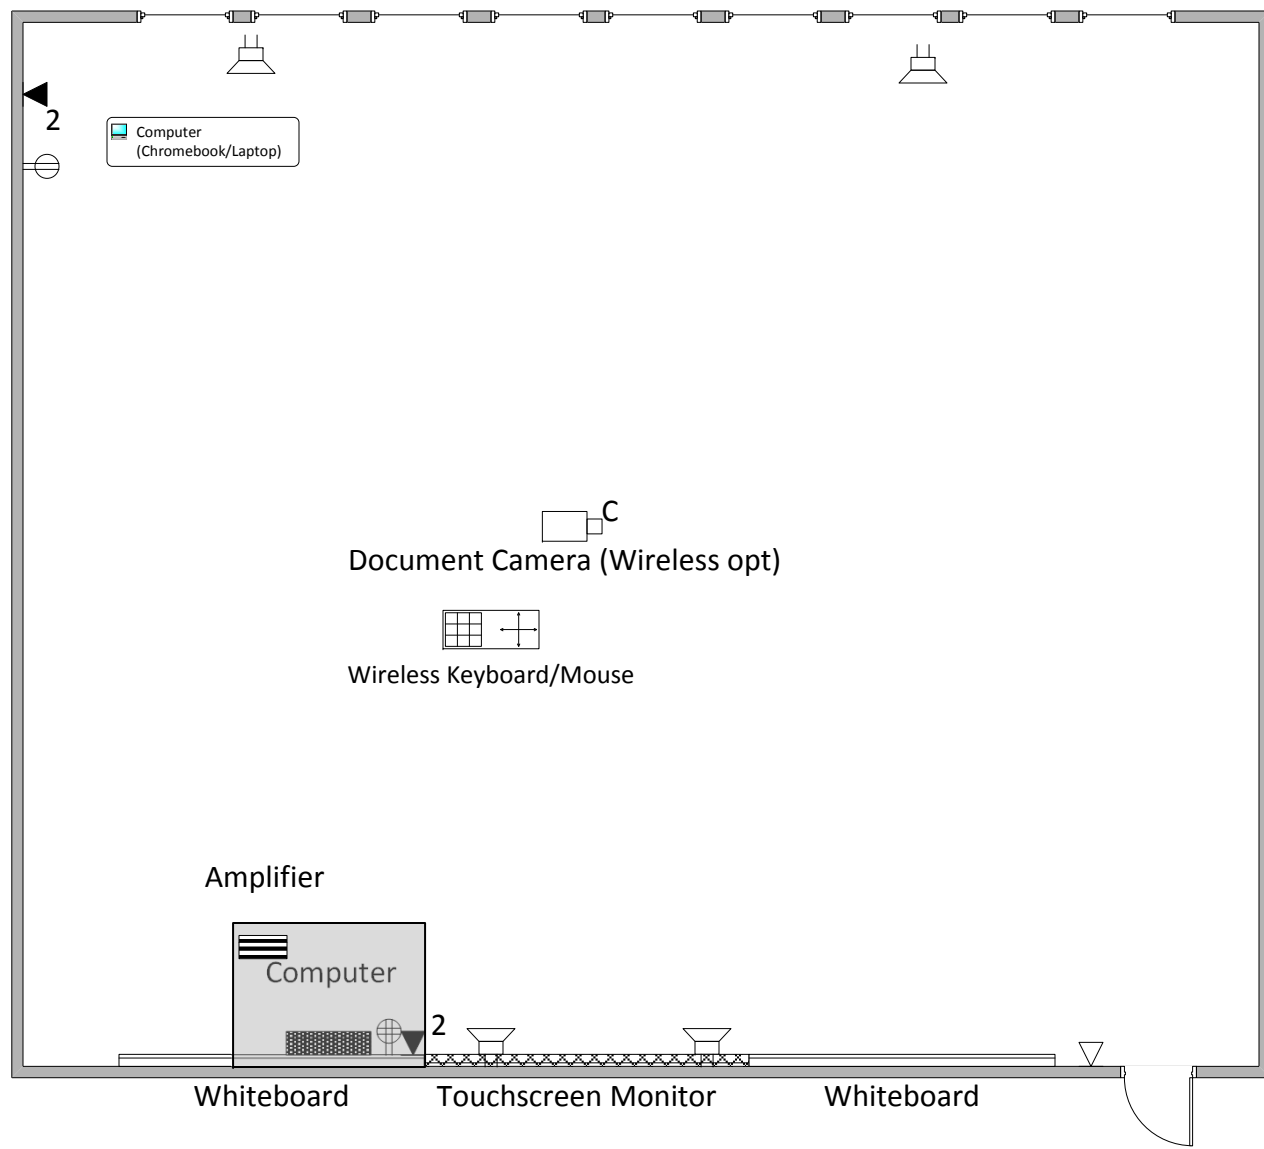 2
Computer
(Chromebook/Laptop)
C
Document Camera (Wireless opt)
Wireless Keyboard/Mouse
Amplifier
Computer
2
Whiteboard
Touchscreen Monitor
Whiteboard